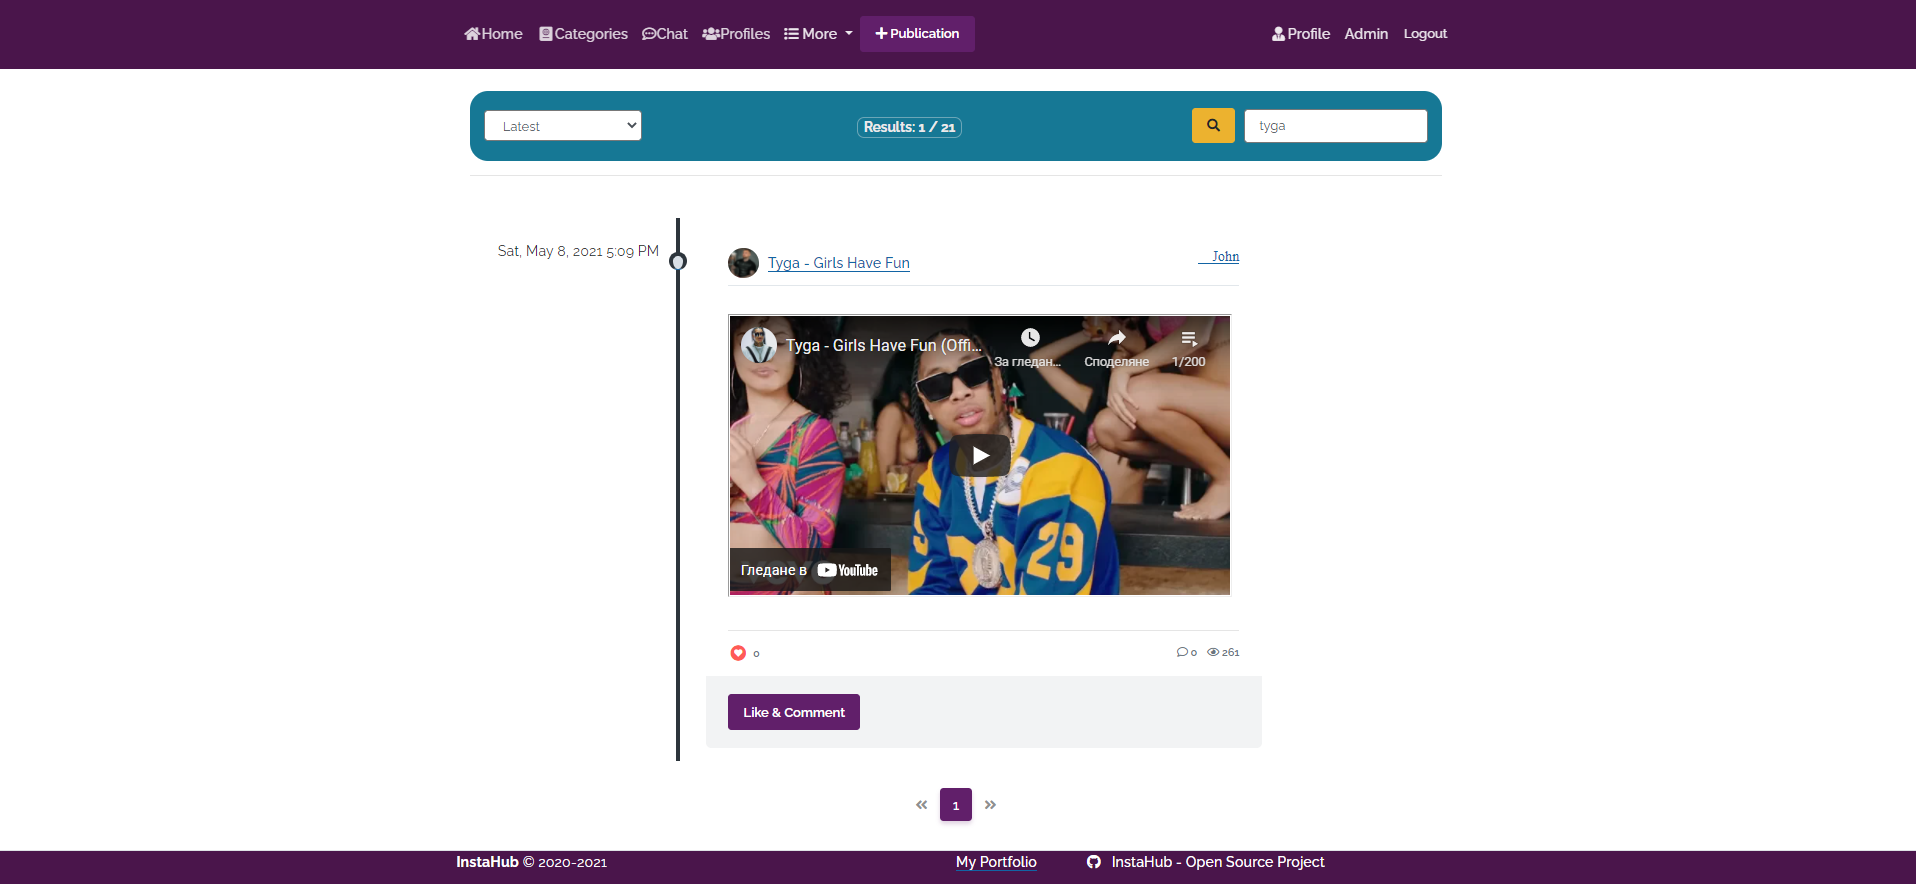 Home Categories Chat Profiles More Publication Profile Admin Logout
Latest Results: 1 / 21 tyga
Sat, May 8, 2021 5:09 PM
Tyga - Girls Have Fun John
Tyga - Girls Have Fun (Offi...
За гледан... Споделяне 1/200
29
Гледане в YouTube
0 0 261
Like & Comment
« 1 »
InstaHub © 2020-2021 My Portfolio InstaHub - Open Source Project